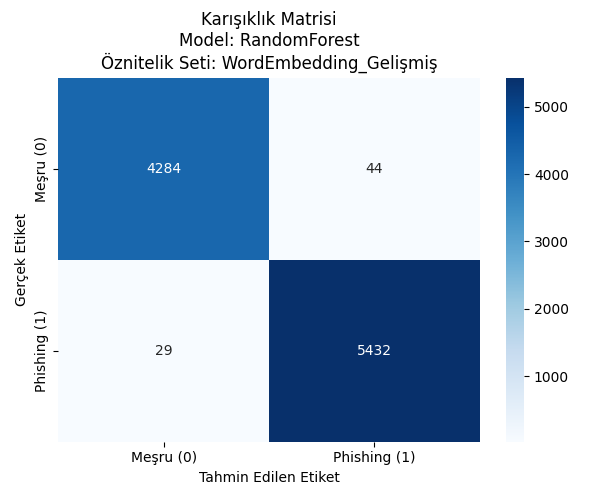 Karışıklık Matrisi
Model: RandomForest
Öznitelik Seti: WordEmbedding_Gelişmiş
Gerçek Etiket
Meşru (0)
4284
44
Phishing (1)
29
5432
Meşru (0)
Phishing (1)
Tahmin Edilen Etiket
5000
4000
3000
2000
1000